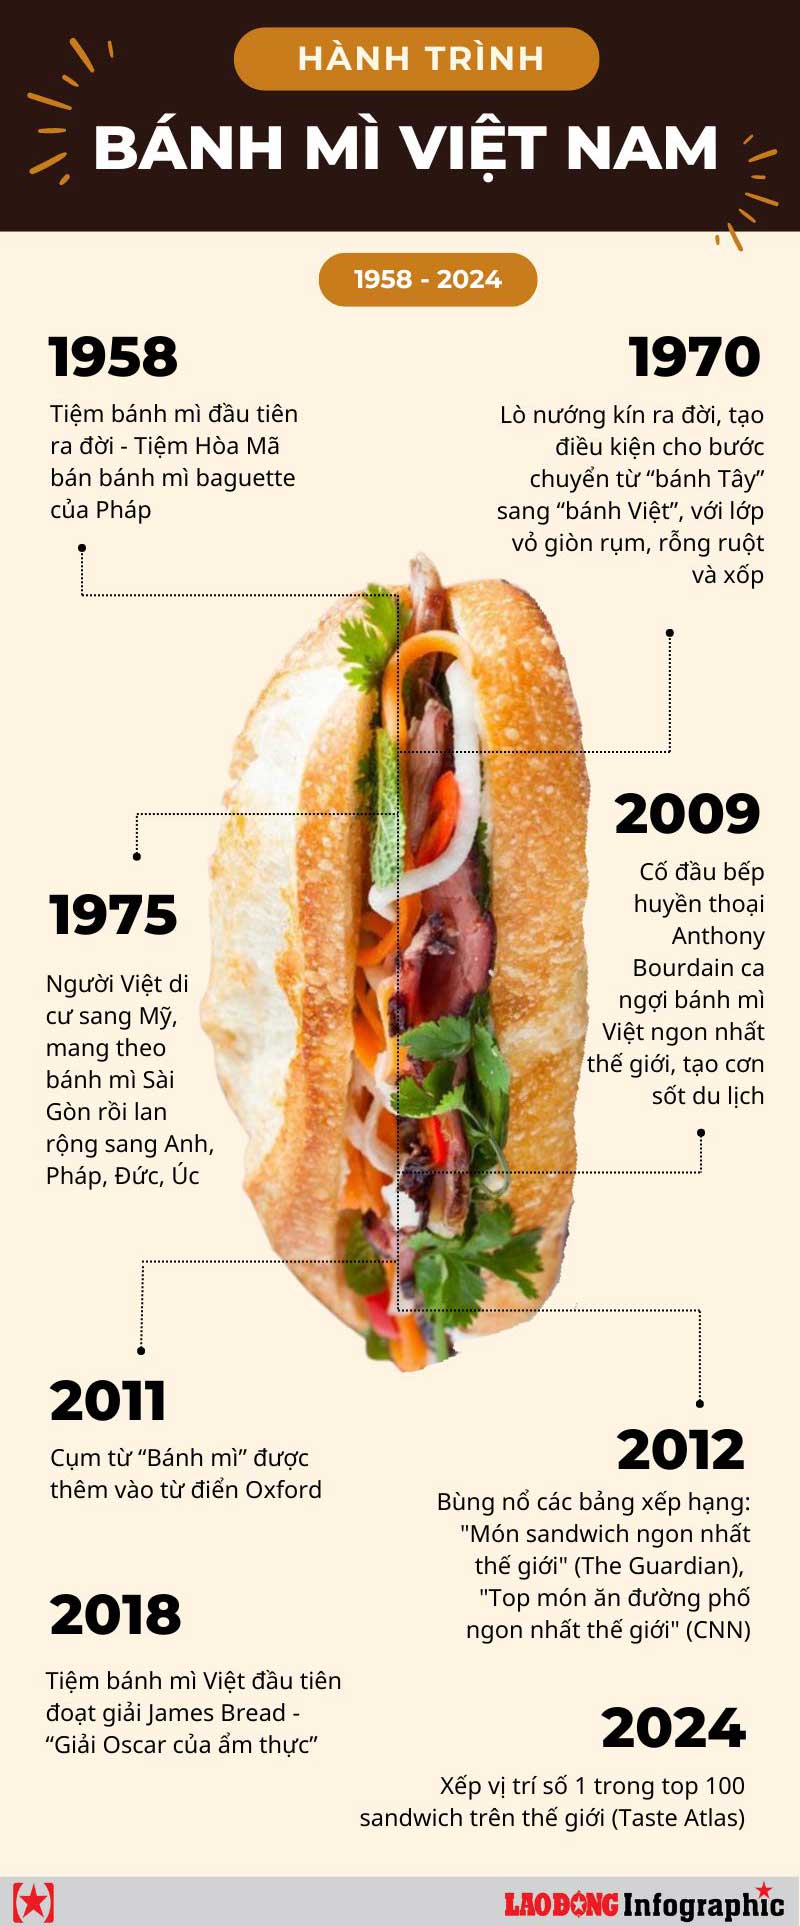 HÀNH TRÌNH
BÁNH MÌ VIỆT NAM
1958 - 2024
1958
Tiệm bánh mì đầu tiên
ra đời - Tiệm Hòa Mã
bán bánh mì baguette
của Pháp
1970
Lò nướng kín ra đời, tạo
điều kiện cho bước
chuyển từ “bánh Tây”
sang “bánh Việt”, với lớp
vỏ giòn rụm, rỗng ruột
và xốp
1975
Người Việt di
cư sang Mỹ,
mang theo
bánh mì Sài
Gòn rồi lan
rộng sang Anh,
Pháp, Đức, Úc
2009
Cố đầu bếp
huyền thoại
Anthony
Bourdain ca
ngợi bánh mì
Việt ngon nhất
thế giới, tạo cơn
sốt du lịch
2011
Cụm từ “Bánh mì” được
thêm vào từ điển Oxford
2012
Bùng nổ các bảng xếp hạng:
"Món sandwich ngon nhất
thế giới" (The Guardian),
"Top món ăn đường phố
ngon nhất thế giới" (CNN)
2018
Tiệm bánh mì Việt đầu tiên
đoạt giải James Bread -
“Giải Oscar của ẩm thực”
2024
Xếp vị trí số 1 trong top 100
sandwich trên thế giới (Taste Atlas)
LAO ĐỘNG Infographic